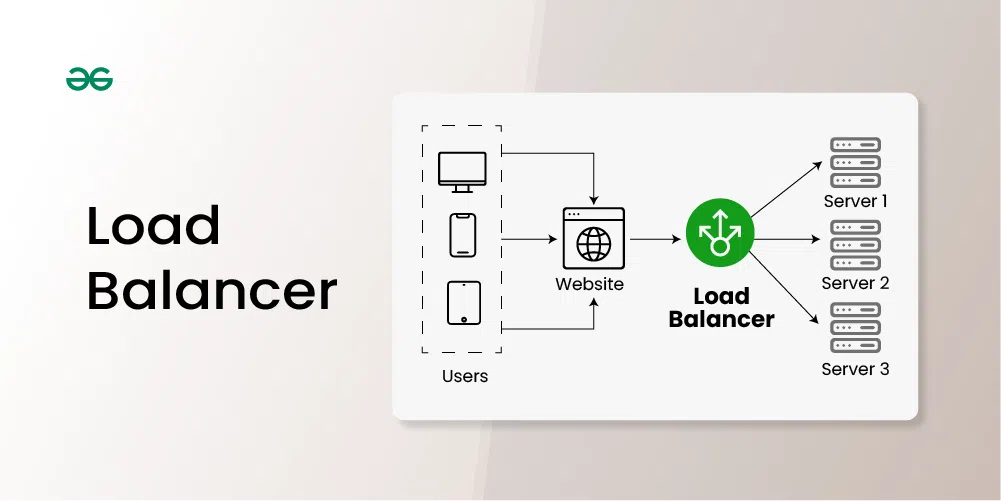 Load
Balancer
Users
Website
Load
Balancer
Server 1
Server 2
Server 3